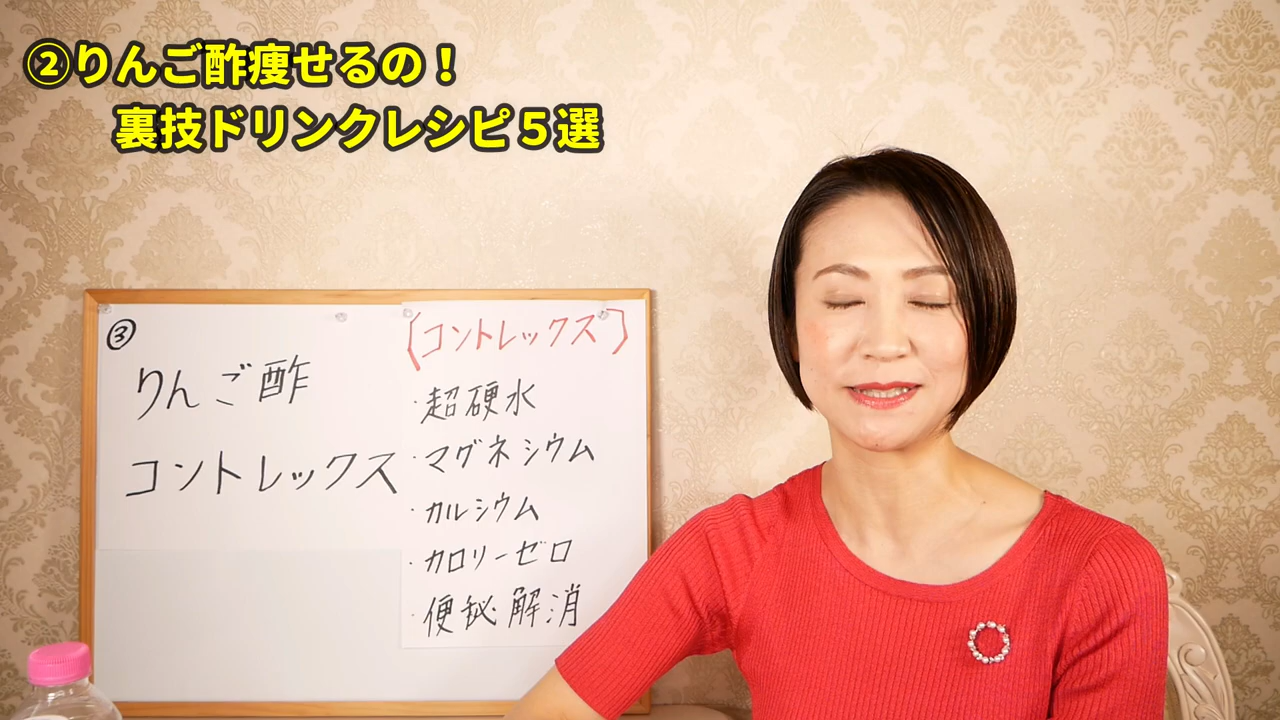 ②りんご酢痩せるの！
裏技ドリンクレシピ５選
③
りんご酢
コントレックス
[コントレックス]
・超硬水
・マグネシウム
・カルシウム
・カロリーゼロ
・便秘解消